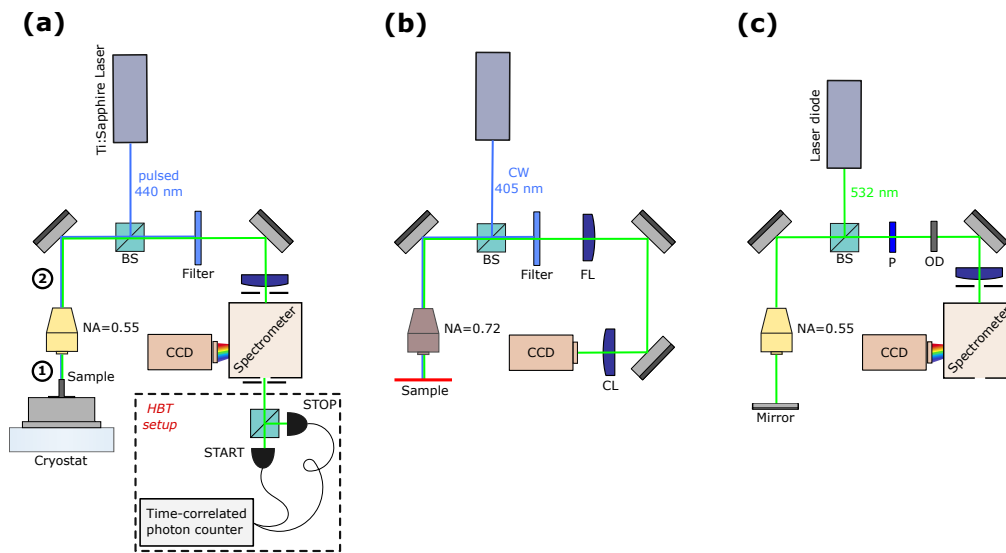 (a)
Ti:Sapphire Laser
pulsed
440 nm
BS
Filter
2
NA=0.55
1
Sample
Cryostat
CCD
Spectrometer
HBT
setup
STOP
START
Time-correlated
photon counter
(b)
CW
405 nm
BS
Filter
FL
NA=0.72
Sample
CCD
CL
(c)
Laser diode
532 nm
BS
P
OD
NA=0.55
Mirror
CCD
Spectrometer